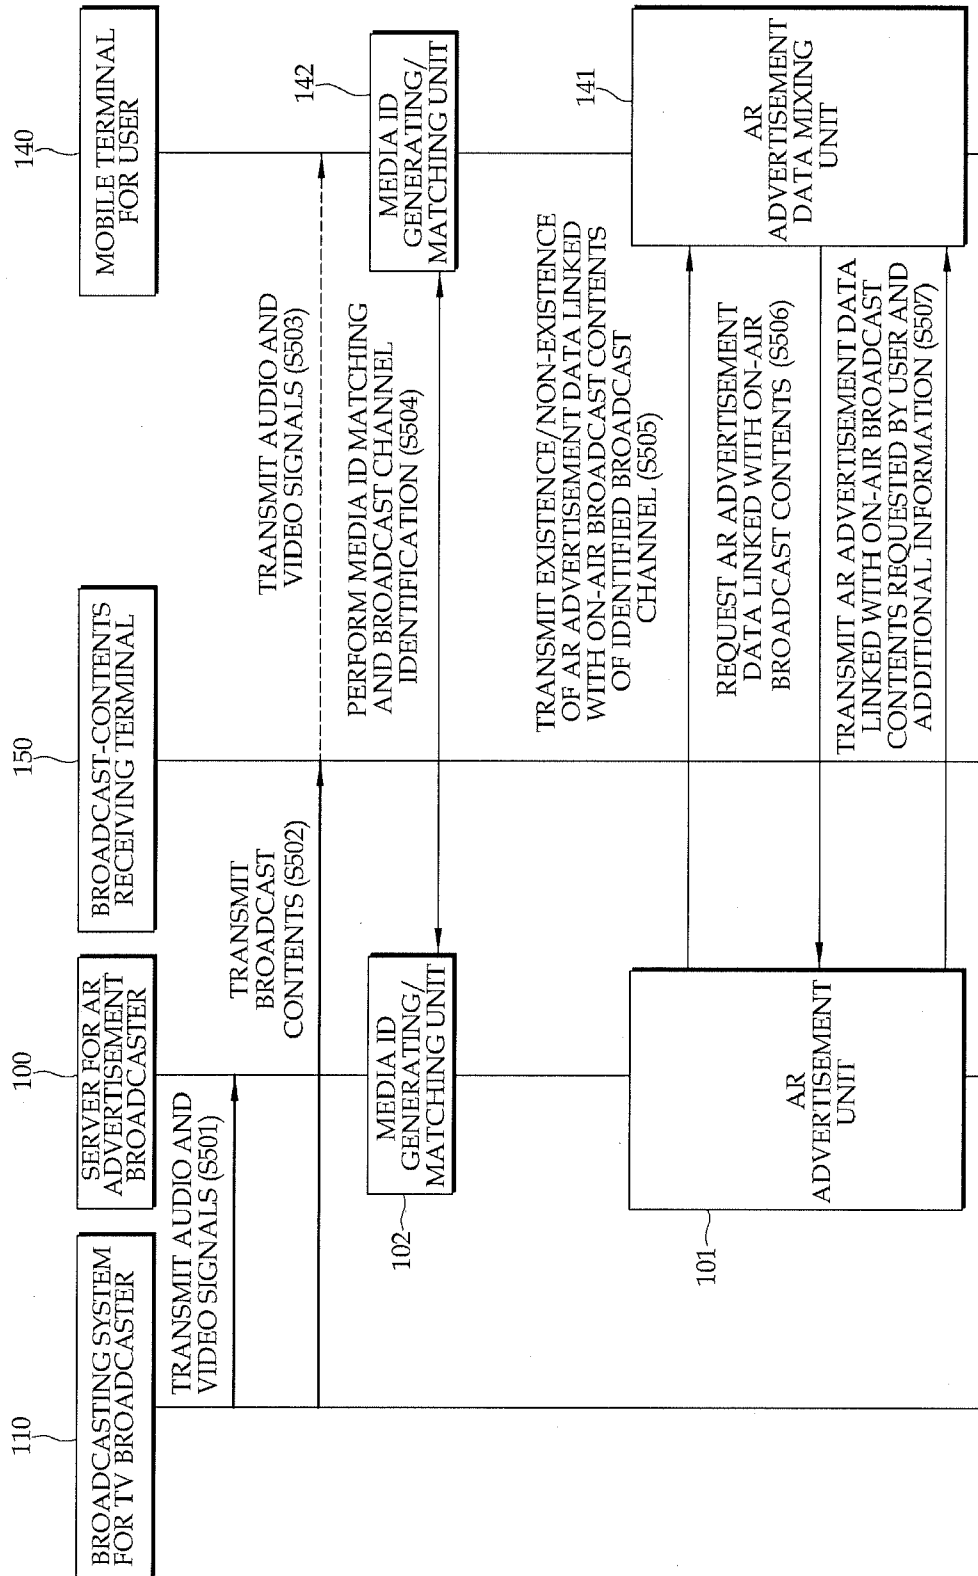 110
BROADCASTING SYSTEM
FOR TV BROADCASTER
100
SERVER FOR AR
ADVERTISEMENT
BROADCASTER
150
BROADCAST-CONTENTS
RECEIVING TERMINAL
140
MOBILE TERMINAL
FOR USER
TRANSMIT AUDIO AND
VIDEO SIGNALS (S501)
TRANSMIT
BROADCAST
CONTENTS (S502)
TRANSMIT AUDIO AND
VIDEO SIGNALS (S503)
102
MEDIA ID
GENERATING/
MATCHING UNIT
PERFORM MEDIA ID MATCHING
AND BROADCAST CHANNEL
IDENTIFICATION (S504)
142
MEDIA ID
GENERATING/
MATCHING UNIT
101
AR
ADVERTISEMENT
UNIT
TRANSMIT EXISTENCE/NON-EXISTENCE
OF AR ADVERTISEMENT DATA LINKED
WITH ON-AIR BROADCAST CONTENTS
OF IDENTIFIED BROADCAST
CHANNEL (S505)
REQUEST AR ADVERTISEMENT
DATA LINKED WITH ON-AIR
BROADCAST CONTENTS (S506)
TRANSMIT AR ADVERTISEMENT DATA
LINKED WITH ON-AIR BROADCAST
CONTENTS REQUESTED BY USER AND
ADDITIONAL INFORMATION (S507)
141
AR
ADVERTISEMENT
DATA MIXING
UNIT